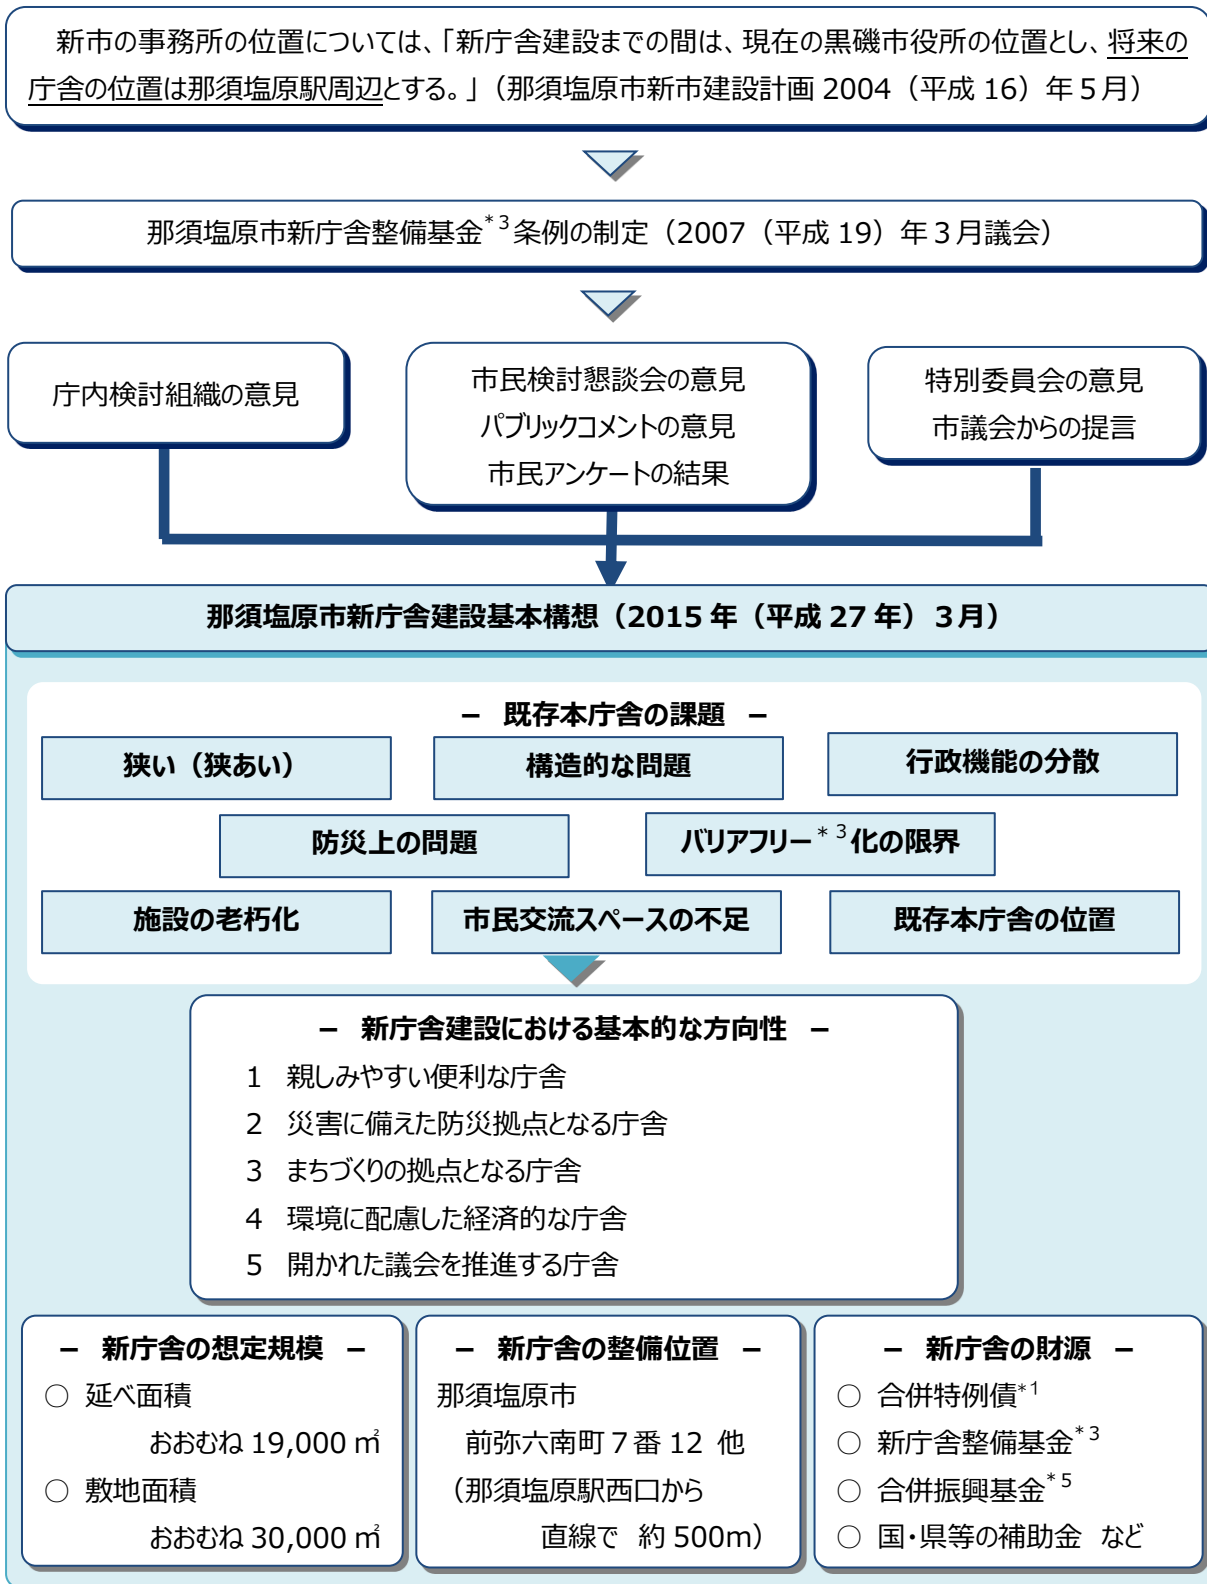 新市の事務所の位置については、「新庁舎建設までの間は、現在の黒磯市役所の位置とし、将来の
庁舎の位置は那須塩原駅周辺とする。」（那須塩原市新市建設計画 2004（平成 16）年５月）
那須塩原市新庁舎整備基金*3条例の制定（2007（平成 19）年３月議会）
庁内検討組織の意見
市民検討懇談会の意見
パブリックコメントの意見
市民アンケートの結果
特別委員会の意見
市議会からの提言
那須塩原市新庁舎建設基本構想（2015 年（平成 27 年）３月）
－ 既存本庁舎の課題 －
狭い（狭あい）
構造的な問題
行政機能の分散
防災上の問題
バリアフリー*3化の限界
施設の老朽化
市民交流スペースの不足
既存本庁舎の位置
－ 新庁舎建設における基本的な方向性 －
1 親しみやすい便利な庁舎
2 災害に備えた防災拠点となる庁舎
3 まちづくりの拠点となる庁舎
4 環境に配慮した経済的な庁舎
5 開かれた議会を推進する庁舎
－ 新庁舎の想定規模 －
○ 延べ面積
おおむね 19,000 ㎡
○ 敷地面積
おおむね 30,000 ㎡
－ 新庁舎の整備位置 －
那須塩原市
前弥六南町７番 12 他
（那須塩原駅西口から
直線で 約 500m）
－ 新庁舎の財源 －
○ 合併特例債*1
○ 新庁舎整備基金*3
○ 合併振興基金*5
○ 国・県等の補助金 など